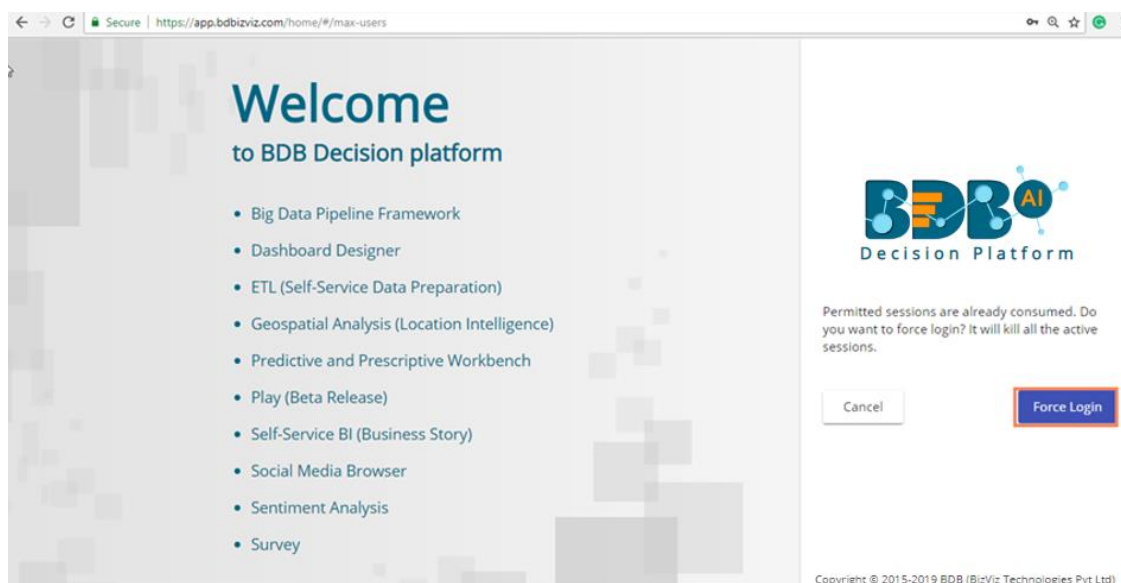 Secure | https://app.bdbizviz.com/home/#/max-users
Welcome
to BDB Decision platform
• Big Data Pipeline Framework
• Dashboard Designer
• ETL (Self-Service Data Preparation)
• Geospatial Analysis (Location Intelligence)
• Predictive and Prescriptive Workbench
• Play (Beta Release)
• Self-Service BI (Business Story)
• Social Media Browser
• Sentiment Analysis
• Survey
BDB AI
Decision Platform
Permitted sessions are already consumed. Do
you want to force login? It will kill all the active
sessions.
Cancel
Force Login
Copyright © 2015-2019 BDB (BizViz Technologies Pvt Ltd)